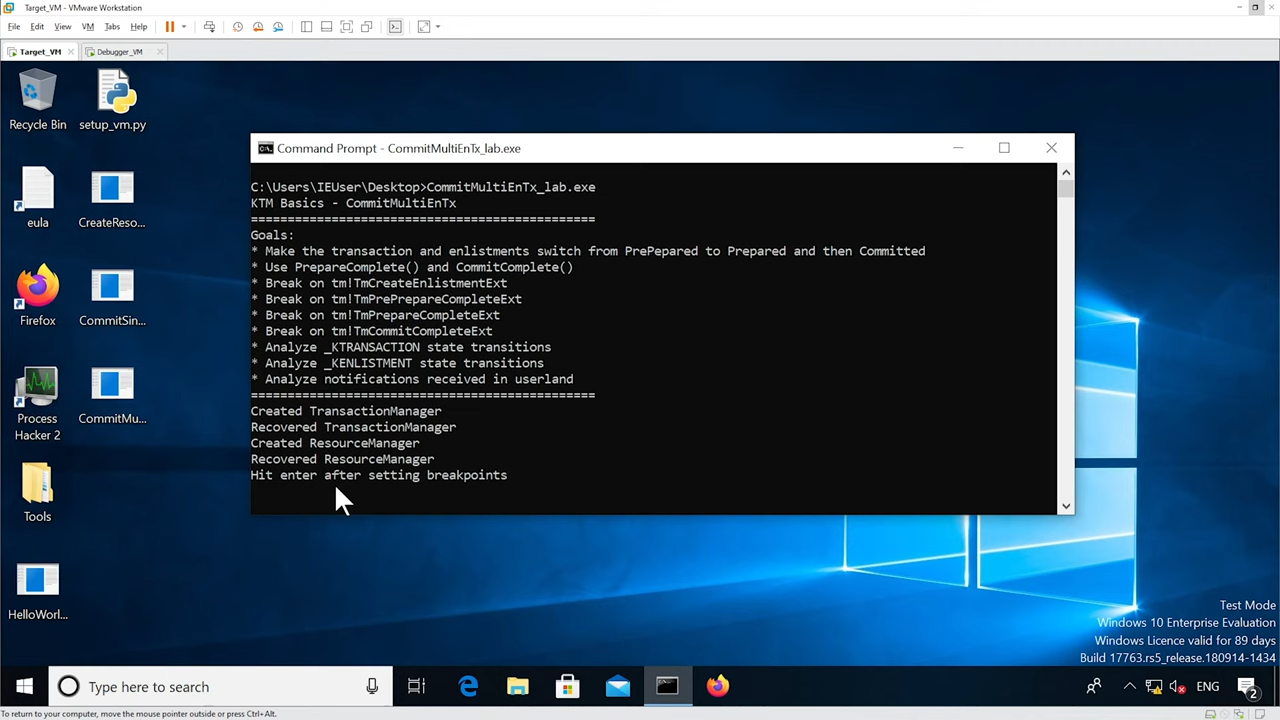 Target_VM - VMware Workstation
File Edit View VM Tabs Help
Target_VM Debugger_VM
Recycle Bin
setup_vm.py
eula
CreateReso...
Firefox
CommitSin...
Process
Hacker 2
CommitMu...
Tools
HelloWorl...
Command Prompt - CommitMultiEnTx_lab.exe
C:\Users\IEUser\Desktop>CommitMultiEnTx_lab.exe
KTM Basics - CommitMultiEnTx
===============================================
Goals:
* Make the transaction and enlistments switch from PrePepared to Prepared and then Committed
* Use PrepareComplete() and CommitComplete()
* Break on tm!TmCreateEnlistmentExt
* Break on tm!TmPrePrepareCompleteExt
* Break on tm!TmPrepareCompleteExt
* Break on tm!TmCommitCompleteExt
* Analyze _KTRANSACTION state transitions
* Analyze _KENLISTMENT state transitions
* Analyze notifications received in userland
===============================================
Created TransactionManager
Recovered TransactionManager
Created ResourceManager
Recovered ResourceManager
Hit enter after setting breakpoints
Test Mode
Windows 10 Enterprise Evaluation
Windows Licence valid for 89 days
Build 17763.rs5_release.180914-1434
Type here to search
ENG
2
To return to your computer, move the mouse pointer outside or press Ctrl+Alt.